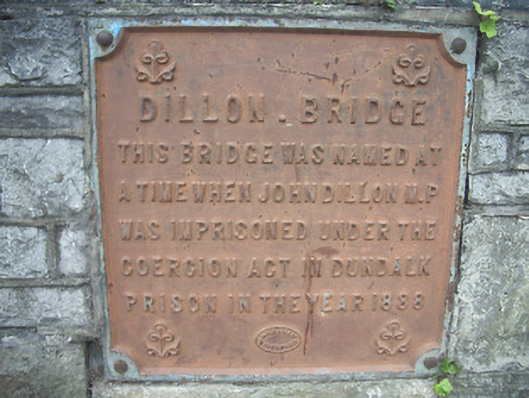 DILLON . BRIDGE
THIS BRIDGE WAS NAMED AT
A TIME WHEN JOHN DILLON M.P
WAS IMPRISONED UNDER THE
COERCION ACT IN DUNDALK
PRISON IN THE YEAR 1888